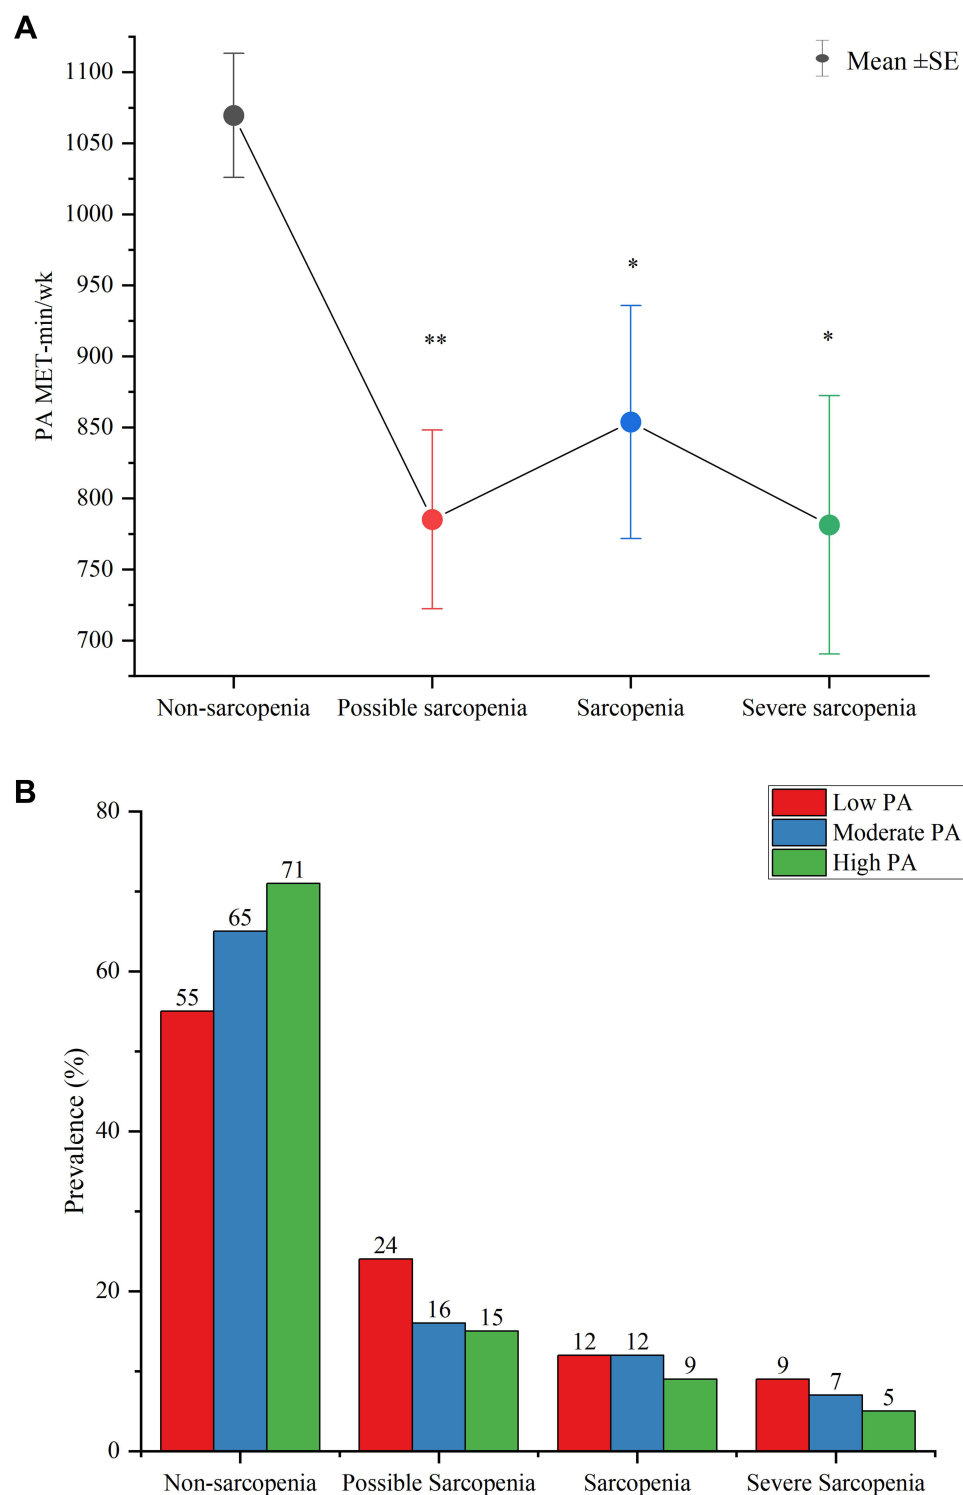 A
Mean ±SE
1100
1050
1000
950
900
850
800
750
700
PA MET-min/wk
**
*
*
Non-sarcopenia Possible sarcopenia Sarcopenia Severe sarcopenia
B
Low PA
Moderate PA
High PA
80
60
40
20
0
Prevalence (%)
55 65 71
24 16 15
12 12 9
9 7 5
Non-sarcopenia Possible Sarcopenia Sarcopenia Severe Sarcopenia